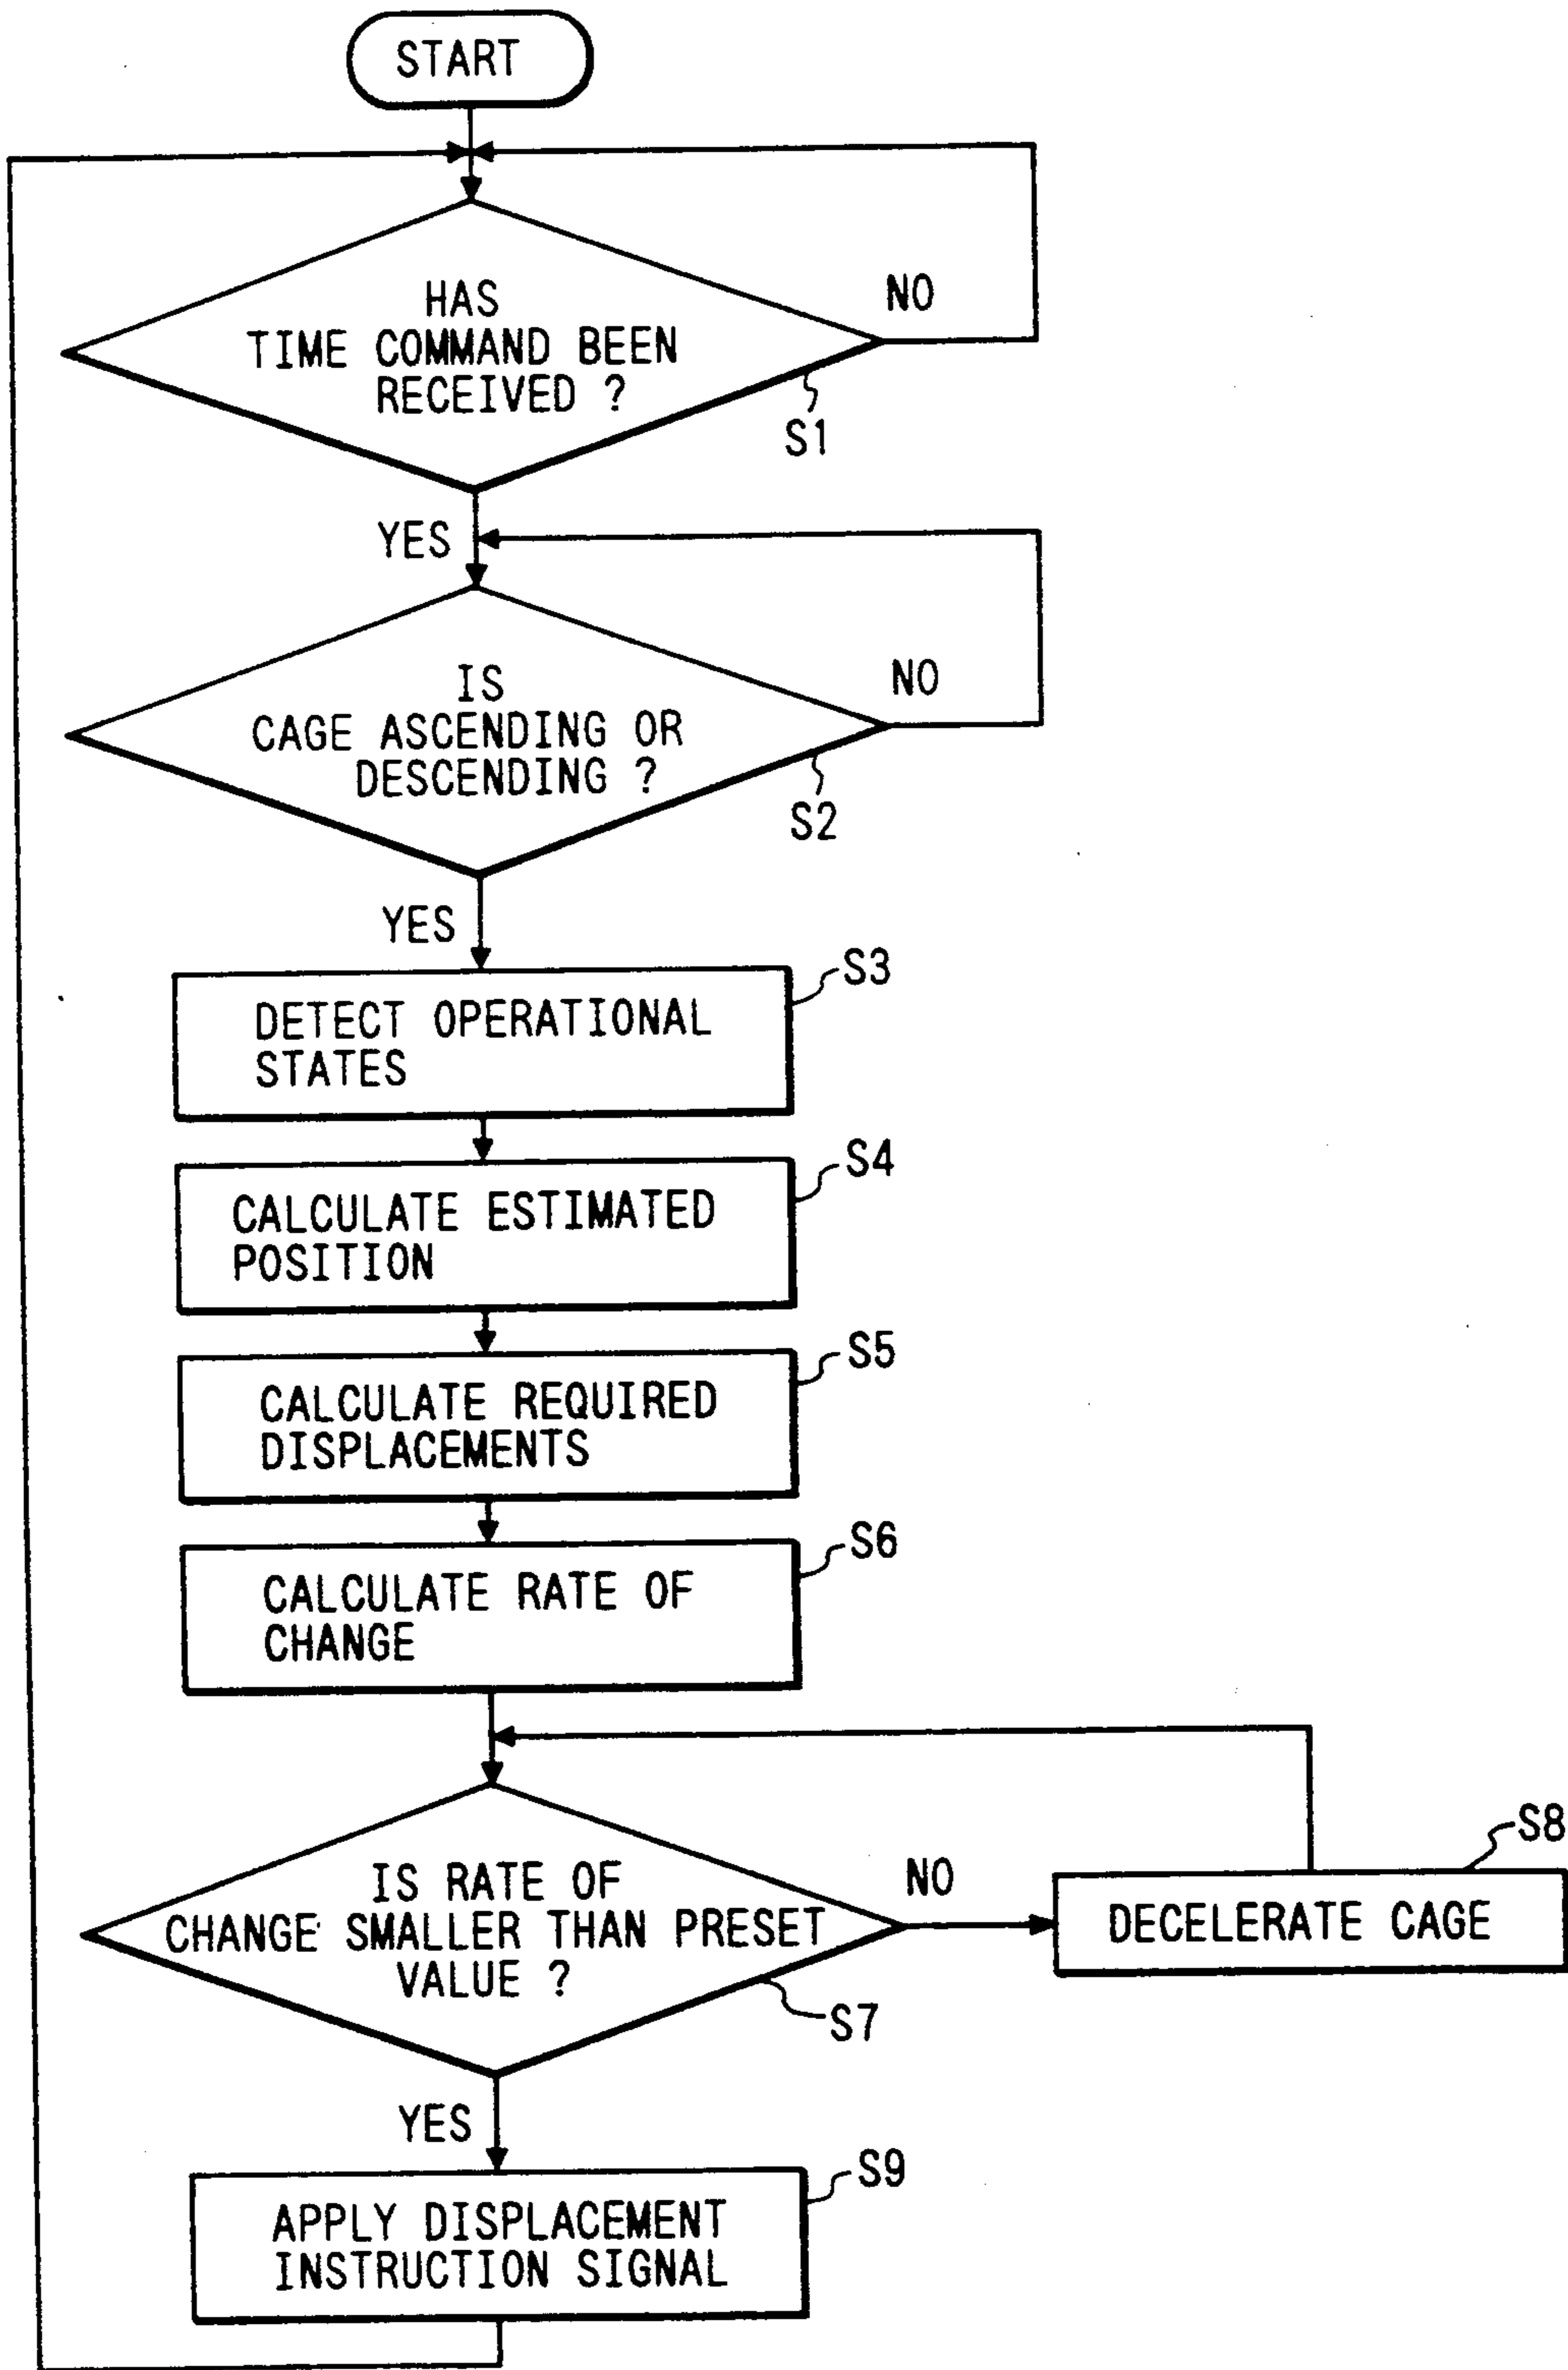 START
HAS
TIME COMMAND BEEN
RECEIVED ?
NO
S1
YES
IS
CAGE ASCENDING OR
DESCENDING ?
NO
S2
YES
S3
DETECT OPERATIONAL
STATES
S4
CALCULATE ESTIMATED
POSITION
S5
CALCULATE REQUIRED
DISPLACEMENTS
S6
CALCULATE RATE OF
CHANGE
IS RATE OF
CHANGE SMALLER THAN PRESET
VALUE ?
NO
S7
S8
DECELERATE CAGE
YES
S9
APPLY DISPLACEMENT
INSTRUCTION SIGNAL